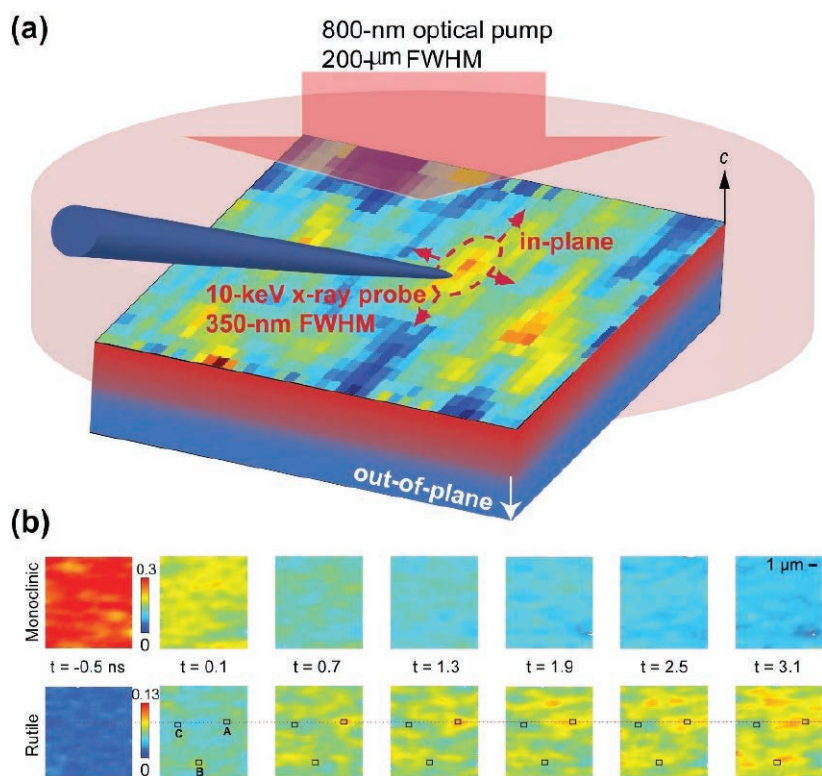 (a)
800-nm optical pump
200-μm FWHM
c
in-plane
10-keV x-ray probe
350-nm FWHM
out-of-plane
(b)
Monoclinic
0.3
0
1 μm
t = -0.5 ns
t = 0.1
t = 0.7
t = 1.3
t = 1.9
t = 2.5
t = 3.1
Rutile
0.13
0
C
A
B